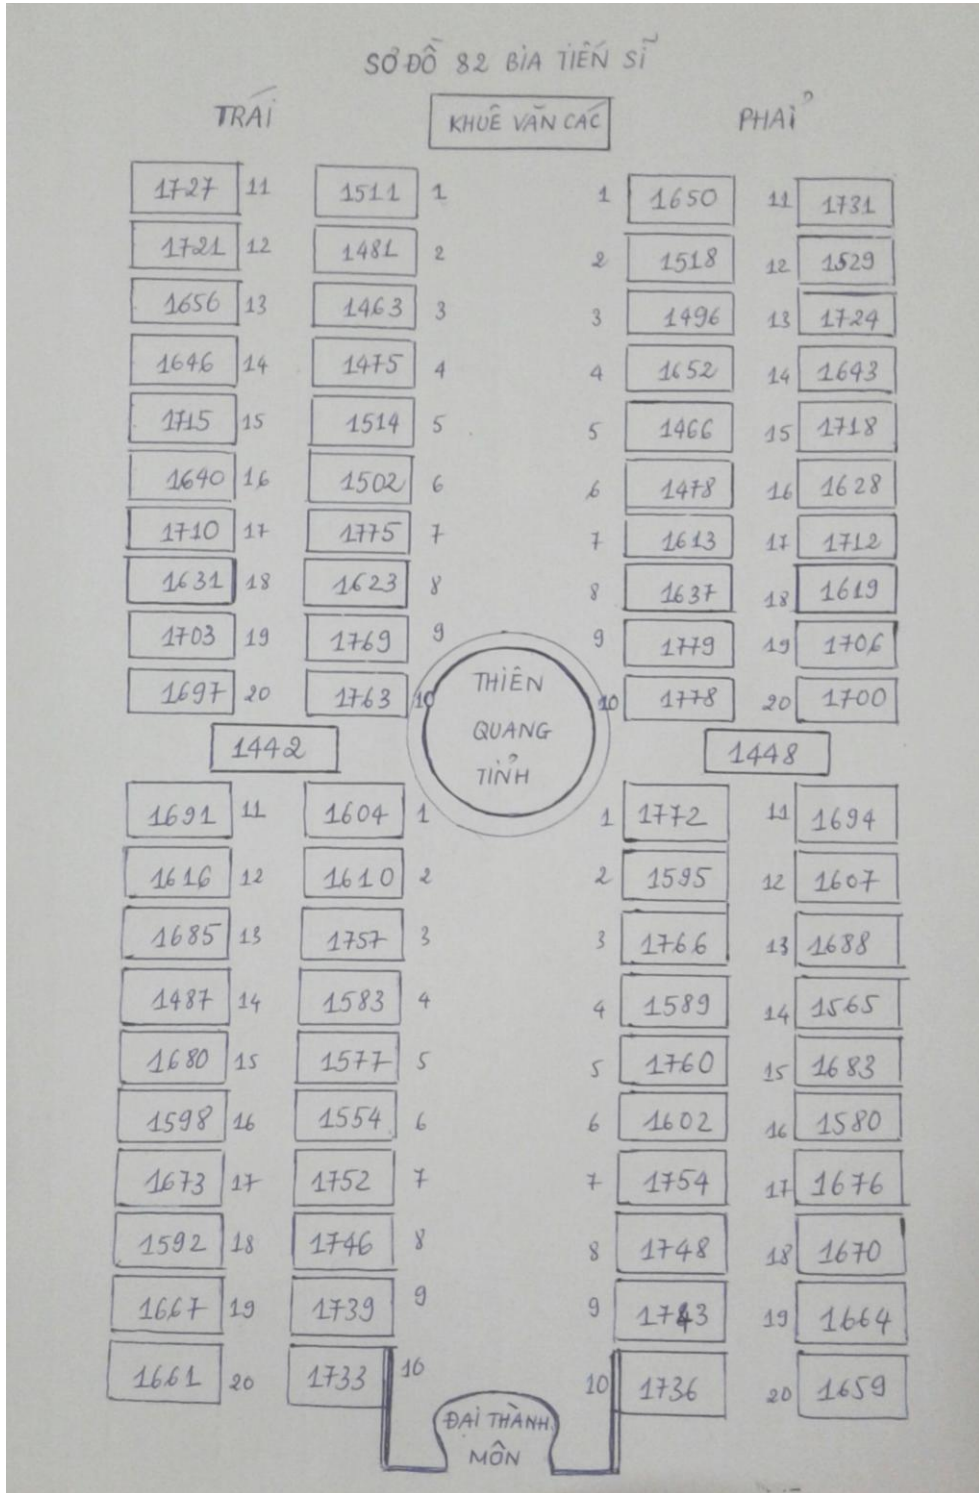 SƠ ĐỒ 82 BIA TIẾN SĨ
TRÁI KHUÊ VĂN CÁC PHẢI
1727 11 1511 1 1 1650 11 1731
1721 12 1481 2 2 1518 12 1529
1656 13 1463 3 3 1496 13 1724
1646 14 1475 4 4 1652 14 1643
1715 15 1514 5 5 1466 15 1718
1640 16 1502 6 6 1478 16 1628
1710 17 1775 7 7 1613 17 1712
1631 18 1623 8 8 1637 18 1619
1703 19 1769 9 9 1779 19 1706
1697 20 1763 10 10 1778 20 1700
THIÊN
QUANG
TỈNH
1442 1448
1691 11 1604 1 1 1772 11 1694
1616 12 1610 2 2 1595 12 1607
1685 13 1757 3 3 1766 13 1688
1487 14 1583 4 4 1589 14 1565
1680 15 1577 5 5 1760 15 1683
1598 16 1554 6 6 1602 16 1580
1673 17 1752 7 7 1754 17 1676
1592 18 1746 8 8 1748 18 1670
1667 19 1739 9 9 1743 19 1664
1661 20 1733 10 10 1736 20 1659
ĐẠI THÀNH
MÔN